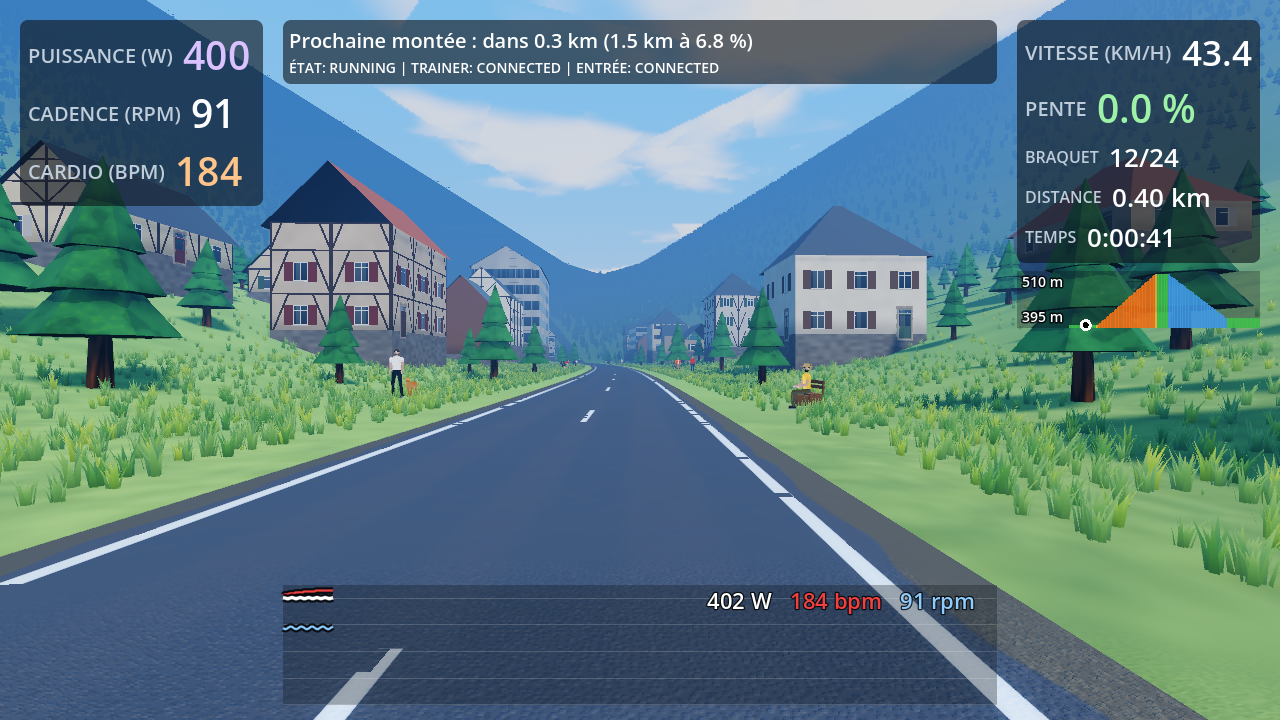 PUISSANCE (W) 400
CADENCE (RPM) 91
CARDIO (BPM) 184
Prochaine montée : dans 0.3 km (1.5 km à 6.8 %)
ÉTAT: RUNNING | TRAINER: CONNECTED | ENTRÉE: CONNECTED
VITESSE (KM/H) 43.4
PENTE 0.0 %
BRAQUET 12/24
DISTANCE 0.40 km
TEMPS 0:00:41
510 m
395 m
402 W 184 bpm 91 rpm